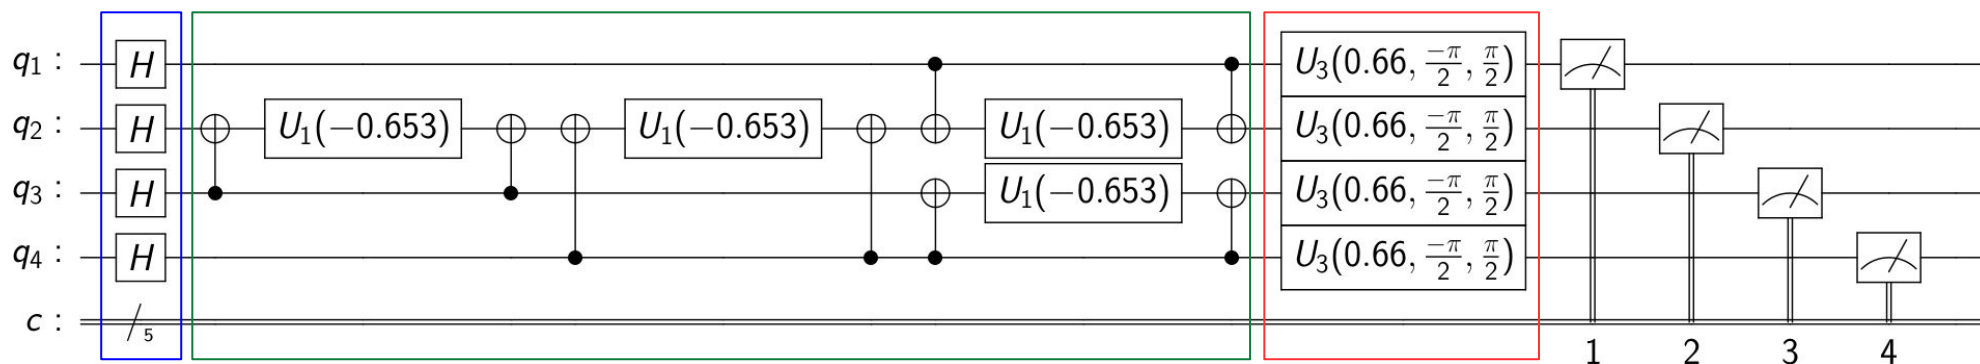 q1 : H U3(0.66, −π/2, π/2)
q2 : H U1(−0.653) U1(−0.653) U1(−0.653) U3(0.66, −π/2, π/2)
q3 : H U1(−0.653) U3(0.66, −π/2, π/2)
q4 : H U3(0.66, −π/2, π/2)
c : 5
1 2 3 4